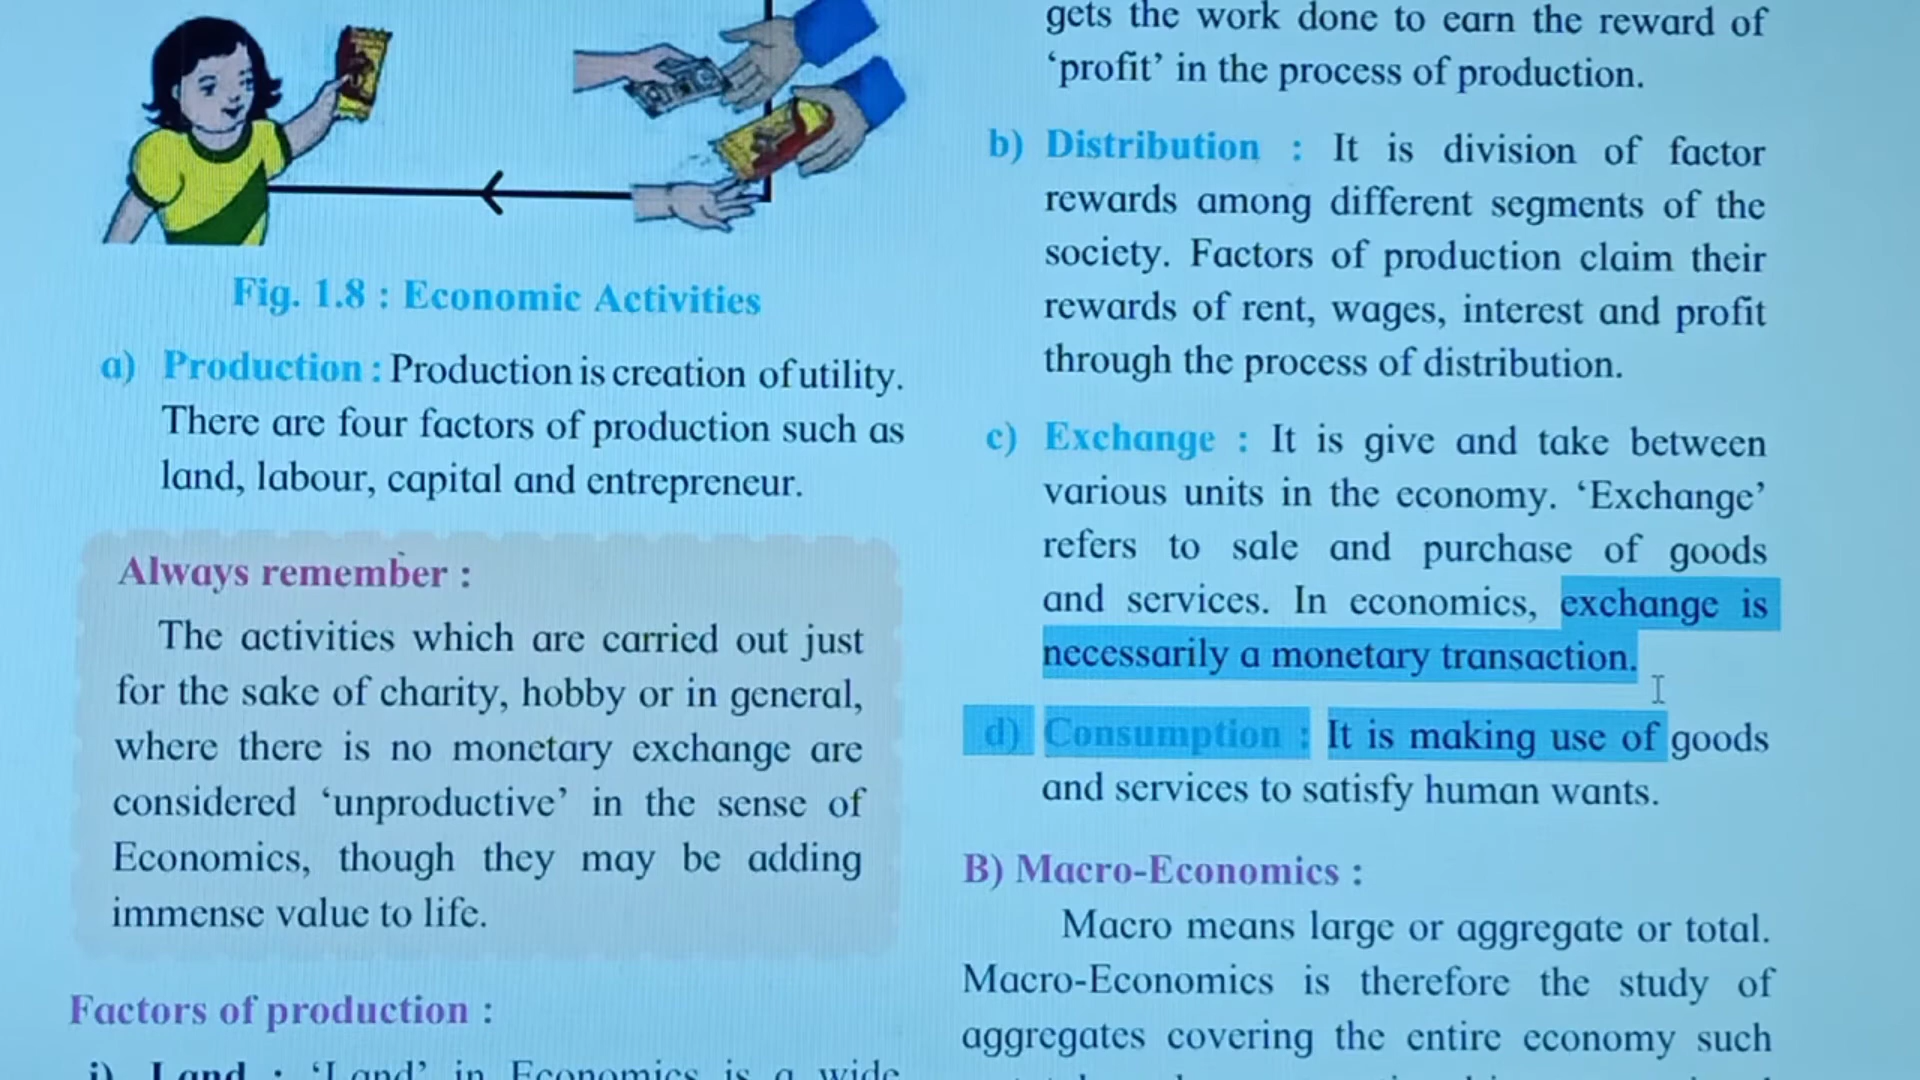 Fig. 1.8 : Economic Activities
a) Production : Production is creation of utility.
There are four factors of production such as
land, labour, capital and entrepreneur.
Always remember :
The activities which are carried out just
for the sake of charity, hobby or in general,
where there is no monetary exchange are
considered ‘unproductive’ in the sense of
Economics, though they may be adding
immense value to life.
Factors of production :
i) Land : ‘Land’ in Economics is a wide
gets the work done to earn the reward of
‘profit’ in the process of production.
b) Distribution : It is division of factor
rewards among different segments of the
society. Factors of production claim their
rewards of rent, wages, interest and profit
through the process of distribution.
c) Exchange : It is give and take between
various units in the economy. ‘Exchange’
refers to sale and purchase of goods
and services. In economics, exchange is
necessarily a monetary transaction.
d) Consumption : It is making use of goods
and services to satisfy human wants.
B) Macro-Economics :
Macro means large or aggregate or total.
Macro-Economics is therefore the study of
aggregates covering the entire economy such